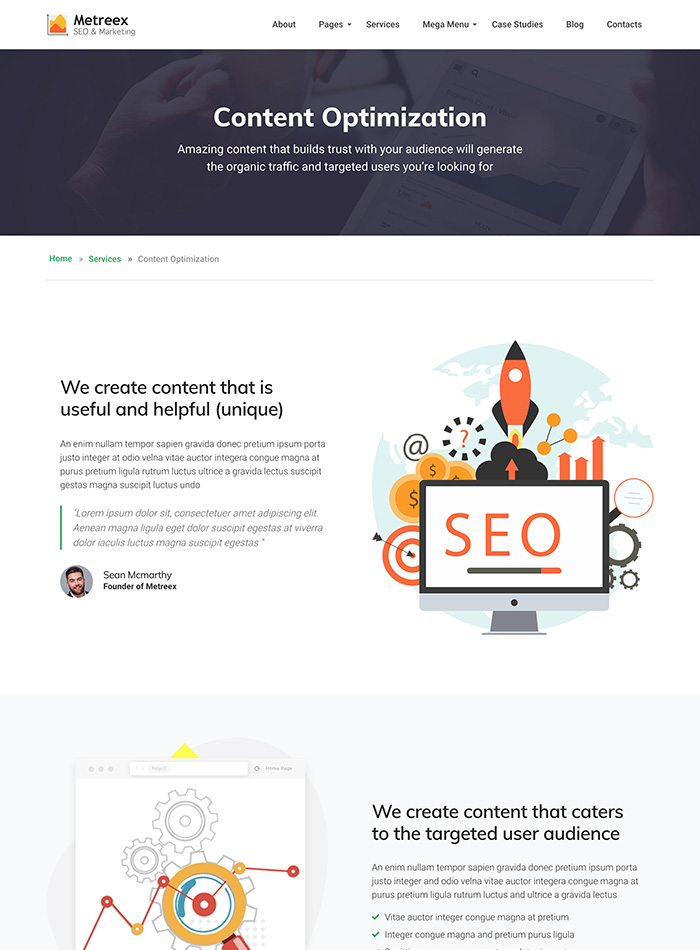 Metreex
SEO & Marketing
About
Pages
Services
Mega Menu
Case Studies
Blog
Contacts
Content Optimization
Amazing content that builds trust with your audience will generate
the organic traffic and targeted users you’re looking for
Home » Services » Content Optimization
We create content that is
useful and helpful (unique)
An enim nullam tempor sapien gravida donec pretium ipsum porta
justo integer at odio velna vitae auctor integera congue magna at
purus pretium ligula rutrum luctus ultrice a gravida lectus suscipit
gestas magna suscipit luctus undo
"Lorem ipsum dolor sit, consectetuer amet adipiscing elit.
Aenean magna ligula eget dolor suscipit egestas at viverra
dolor iaculis luctus magna suscipit egestas "
Sean Mcmarthy
Founder of Metreex
@
?
$
$
$
SEO
Home Page
We create content that caters
to the targeted user audience
An enim nullam tempor sapien gravida donec pretium ipsum porta
justo integer and odio velna vitae auctor integera congue magna at
purus pretium ligula rutrum luctus and ultrice a gravida lectus
Vitae auctor integer congue magna at pretium
Integer congue magna and pretium purus ligula